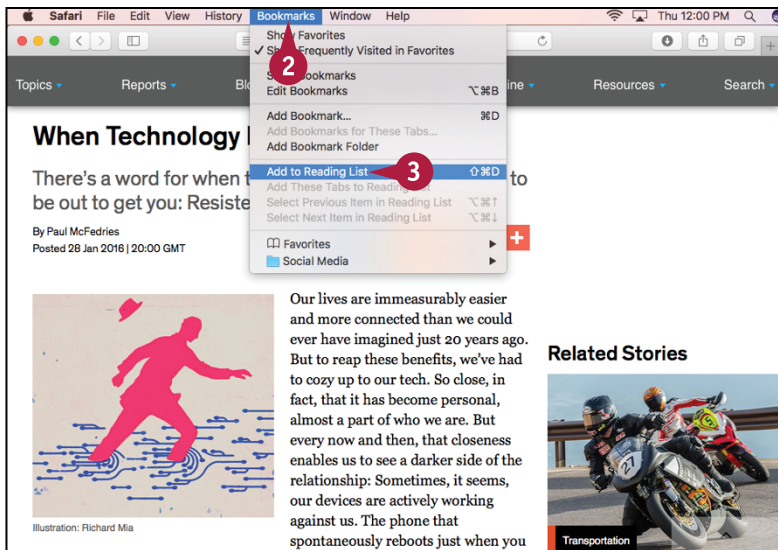 Safari File Edit View History Bookmarks Window Help Thu 12:00 PM
Topics Reports Resources Search
Show Favorites
✓ Frequently Visited in Favorites
2
Bookmarks
Edit Bookmarks ⌥⌘B
Add Bookmark... ⌘D
Add Bookmarks for These Tabs...
Add Bookmark Folder
Add to Reading List ⇧⌘D
3
Add These Tabs to Reading List
Select Previous Item in Reading List ⌥⌘↑
Select Next Item in Reading List ⌥⌘↓
Favorites
Social Media
When Technology
There's a word for when to
be out to get you:
By Paul McFedries
Posted 28 Jan 2016 | 20:00 GMT
+
Illustration: Richard Mia
Our lives are immeasurably easier
and more connected than we could
ever have imagined just 20 years ago.
But to reap these benefits, we've had
to cozy up to our tech. So close, in
fact, that it has become personal,
almost a part of who we are. But
every now and then, that closeness
enables us to see a darker side of the
relationship: Sometimes, it seems,
our devices are actively working
against us. The phone that
spontaneously reboots just when you
Related Stories
27
Transportation